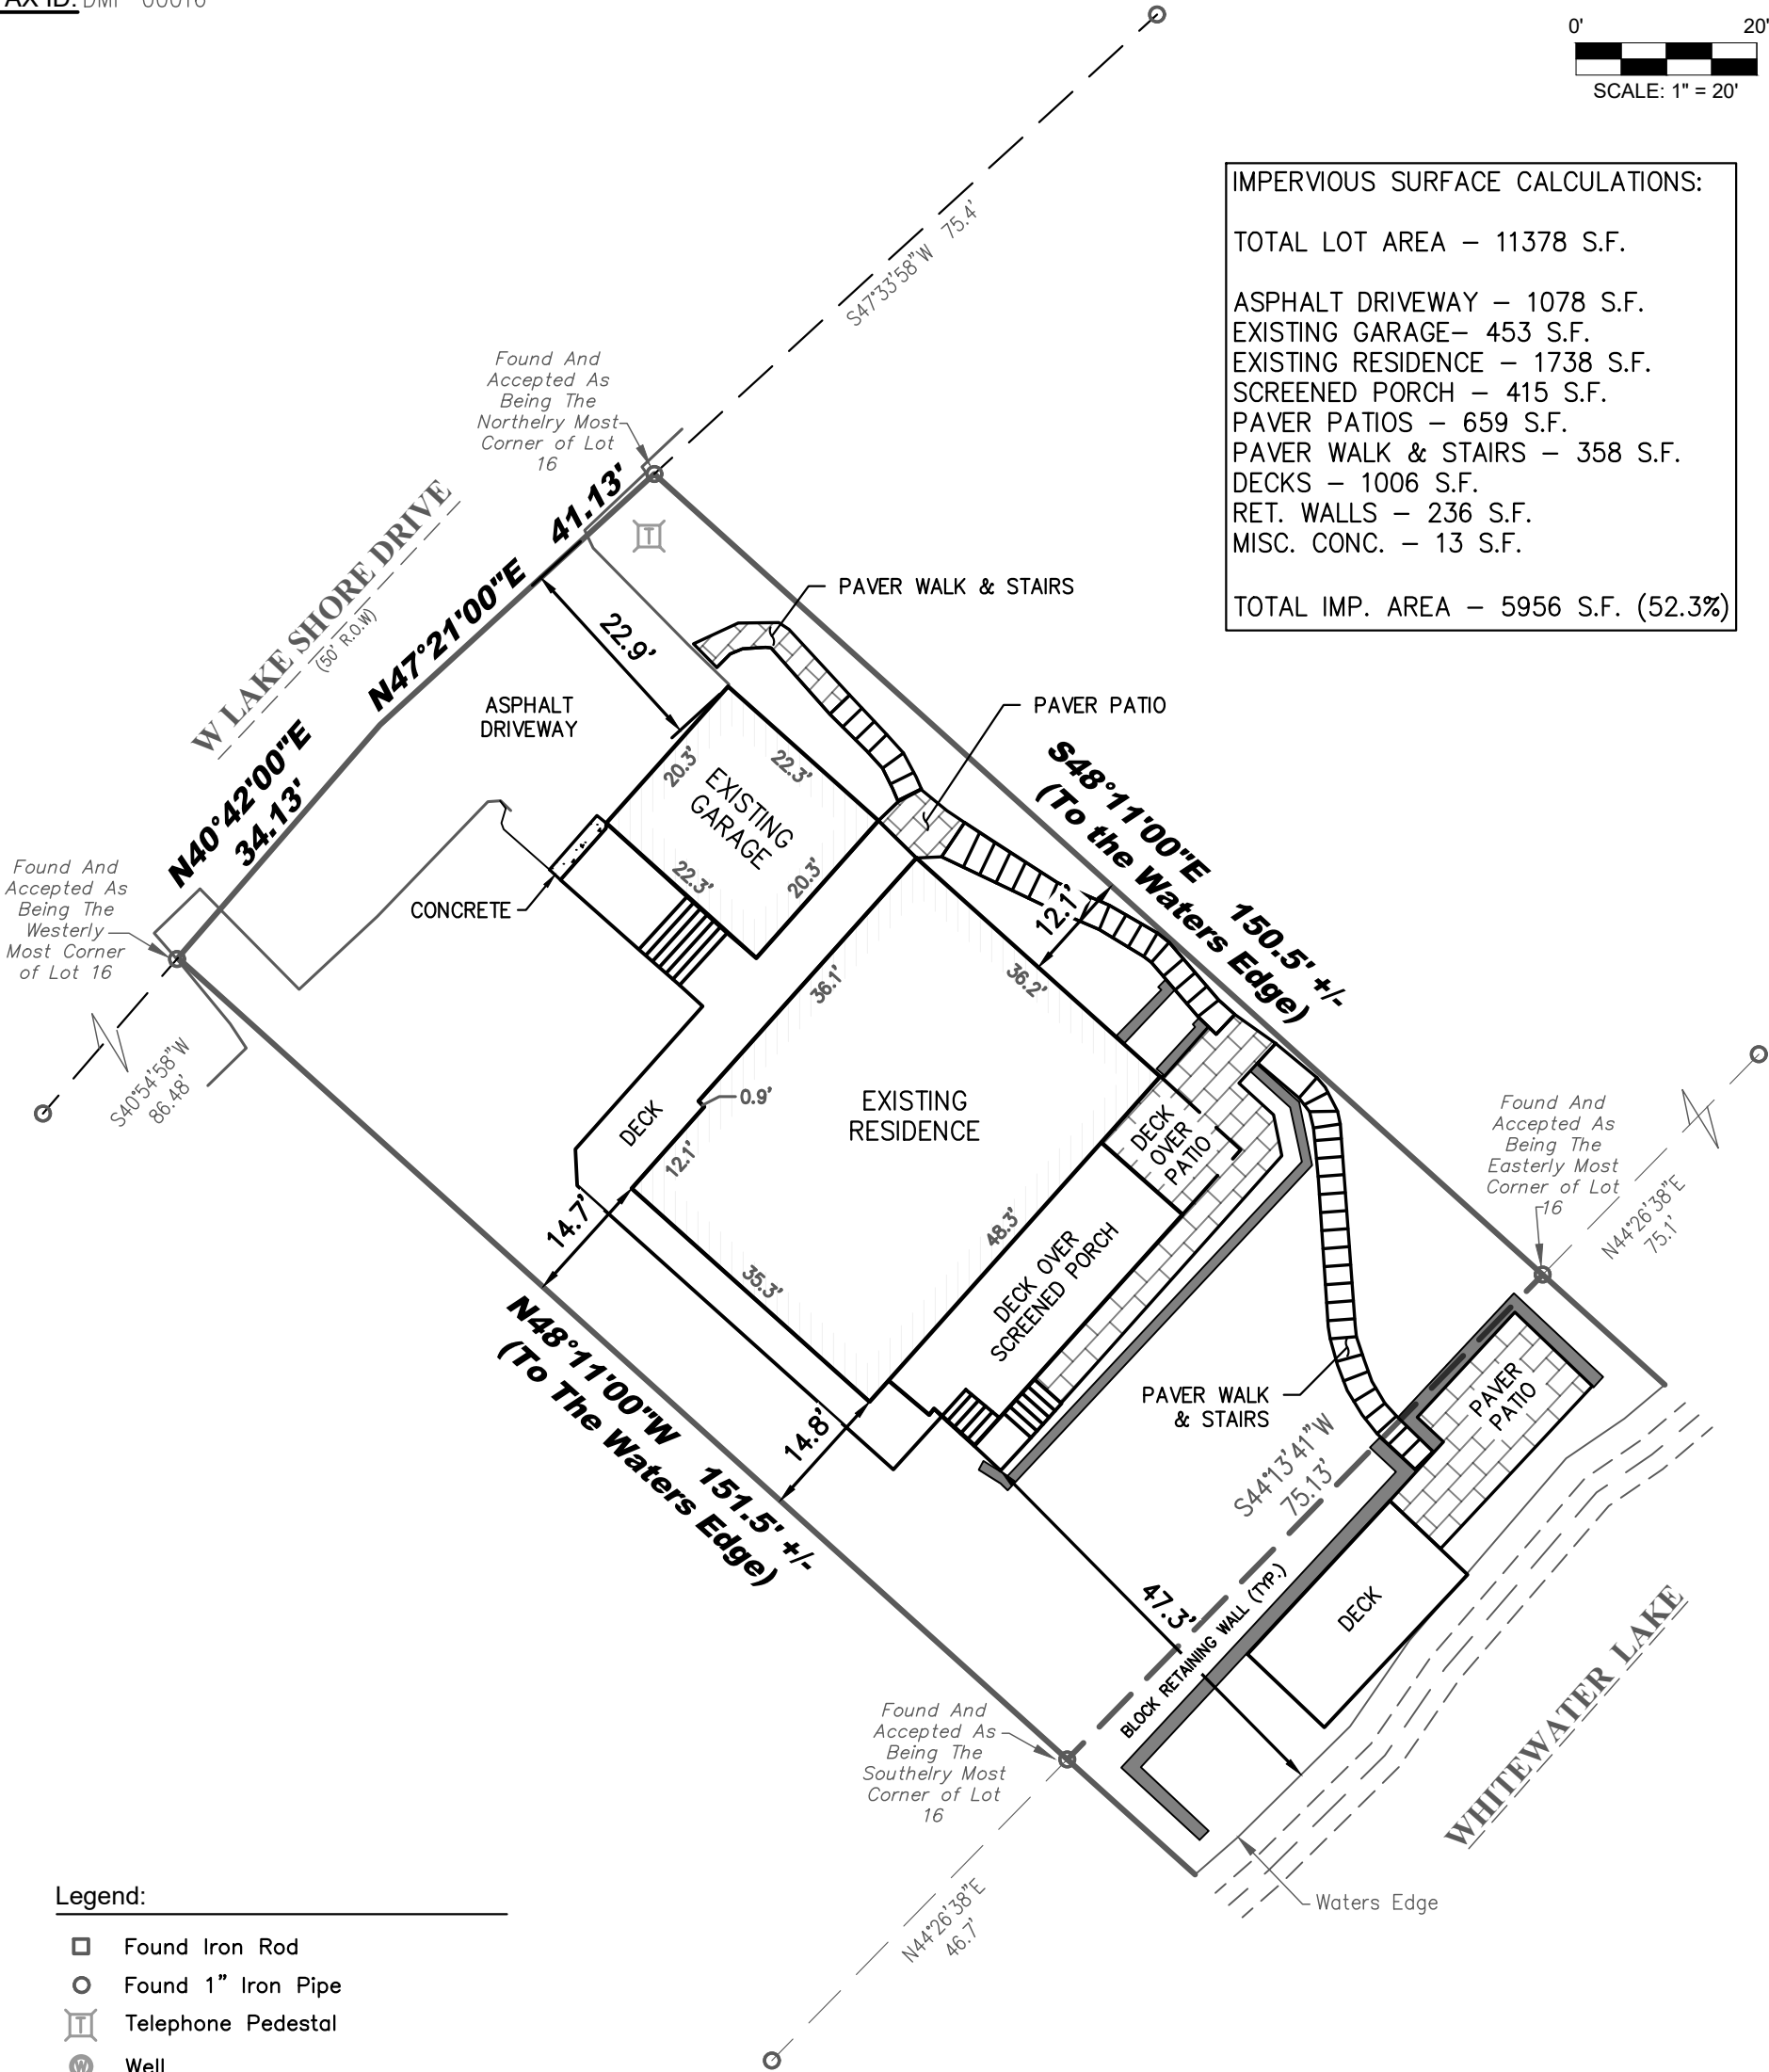 AX ID: DMP 00016
0' 20'
SCALE: 1" = 20'
IMPERVIOUS SURFACE CALCULATIONS:
TOTAL LOT AREA – 11378 S.F.
ASPHALT DRIVEWAY – 1078 S.F.
EXISTING GARAGE– 453 S.F.
EXISTING RESIDENCE – 1738 S.F.
SCREENED PORCH – 415 S.F.
PAVER PATIOS – 659 S.F.
PAVER WALK & STAIRS – 358 S.F.
DECKS – 1006 S.F.
RET. WALLS – 236 S.F.
MISC. CONC. – 13 S.F.
TOTAL IMP. AREA – 5956 S.F. (52.3%)
S47°33'58"W 75.4'
Found And
Accepted As
Being The
Northelry Most
Corner of Lot
16
W LAKE SHORE DRIVE
(50' R.O.W)
N47°21'00"E 41.13'
T
PAVER WALK & STAIRS
22.9'
ASPHALT
DRIVEWAY
PAVER PATIO
N40°42'00"E
34.13'
20.3'
22.3'
EXISTING
GARAGE
22.3'
20.3'
S48°11'00"E 150.5' +/-
(To the Waters Edge)
Found And
Accepted As
Being The
Westerly
Most Corner
of Lot 16
CONCRETE
12.1'
36.1'
36.2'
S40°54'58"W
86.48'
0.9'
EXISTING
RESIDENCE
DECK
DECK
OVER
PATIO
12.1'
Found And
Accepted As
Being The
Easterly Most
Corner of Lot
16
N44°26'38"E
75.1'
14.7'
48.3'
35.3'
DECK OVER
SCREENED PORCH
N48°11'00"W 151.5' +/-
(To The Waters Edge)
14.8'
PAVER WALK
& STAIRS
PAVER
PATIO
S44°13'41"W
75.13'
47.3'
BLOCK RETAINING WALL (TYP.)
DECK
WHITEWATER LAKE
Found And
Accepted As
Being The
Southelry Most
Corner of Lot
16
Waters Edge
N44°26'38"E
46.7'
Legend:
Found Iron Rod
Found 1" Iron Pipe
T Telephone Pedestal
W Well